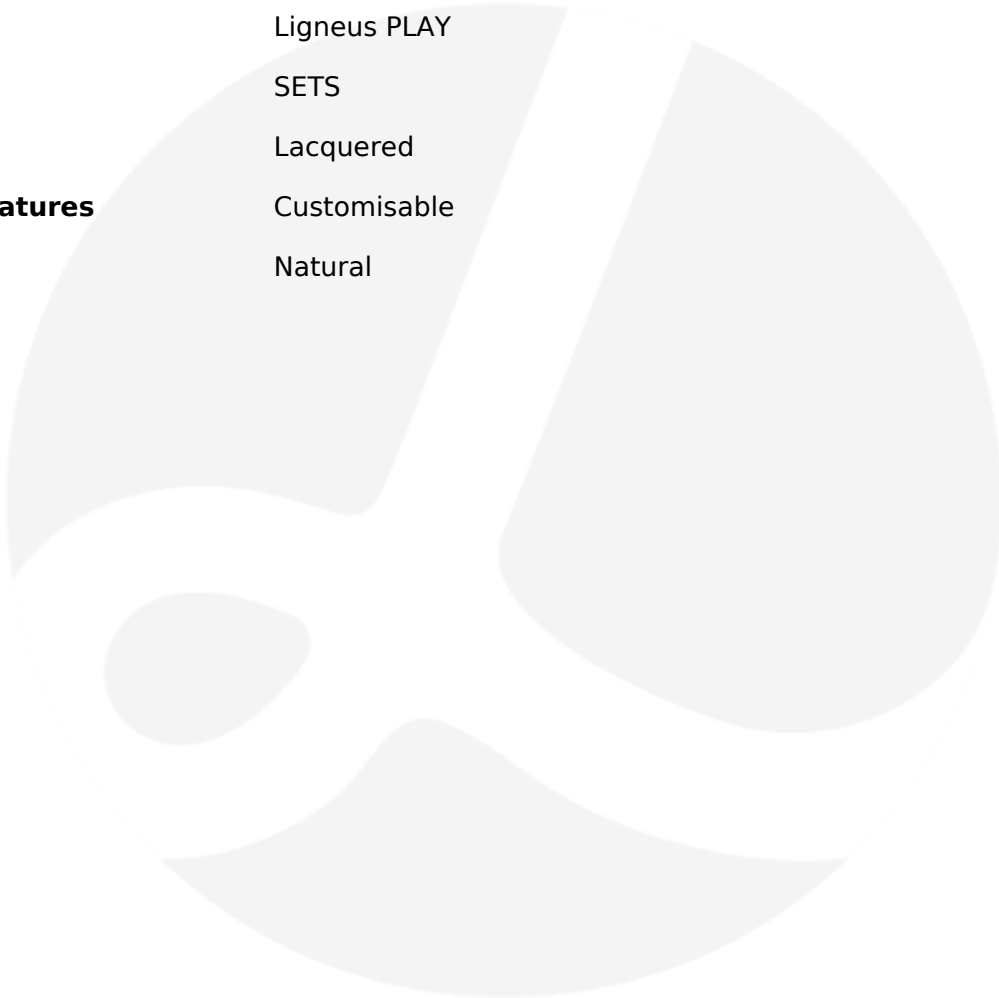 Ligneus PLAY
SETS
Lacquered
atures Customisable
Natural